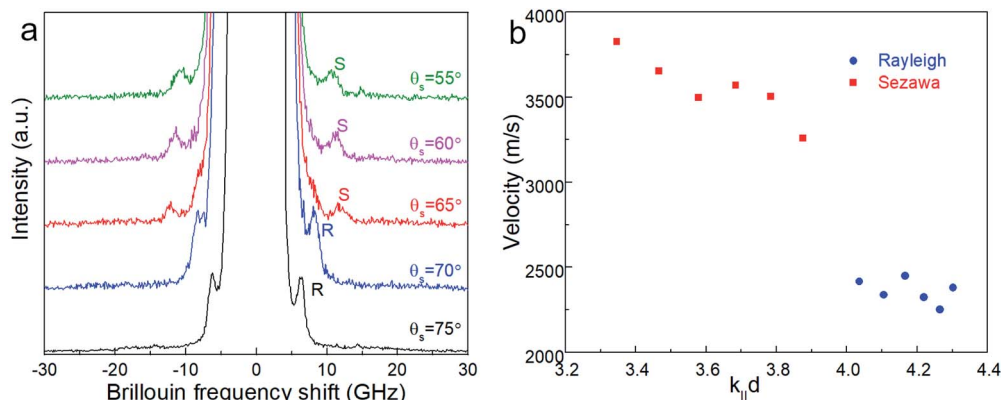 a
S
θs=55°
S
θs=60°
S
θs=65°
R
θs=70°
R
θs=75°
Intensity (a.u.)
-30 -20 -10 0 10 20 30
Brillouin frequency shift (GHz)
b
4000
3500
3000
2500
2000
Velocity (m/s)
Rayleigh
Sezawa
3.2 3.4 3.6 3.8 4.0 4.2 4.4
k||d